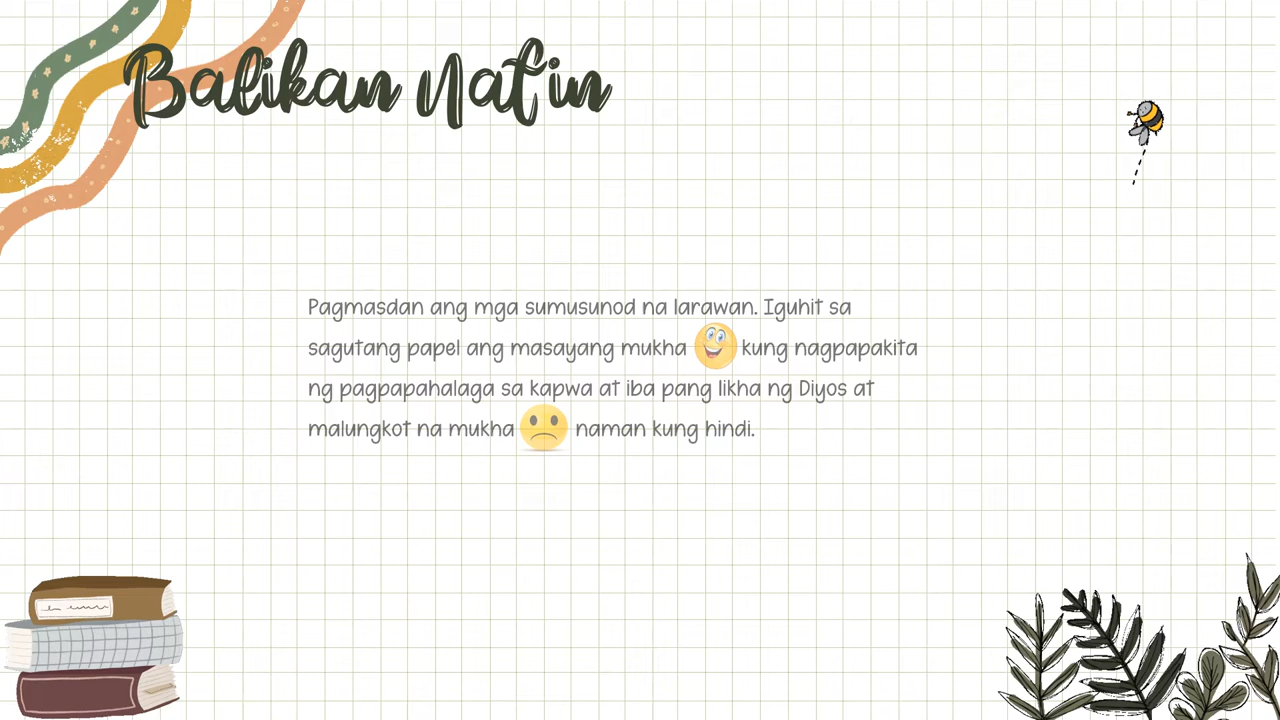 Balikan Natin
Pagmasdan ang mga sumusunod na larawan. Iguhit sa
sagutang papel ang masayang mukha kung nagpapakita
ng pagpapahalaga sa kapwa at iba pang likha ng Diyos at
malungkot na mukha naman kung hindi.